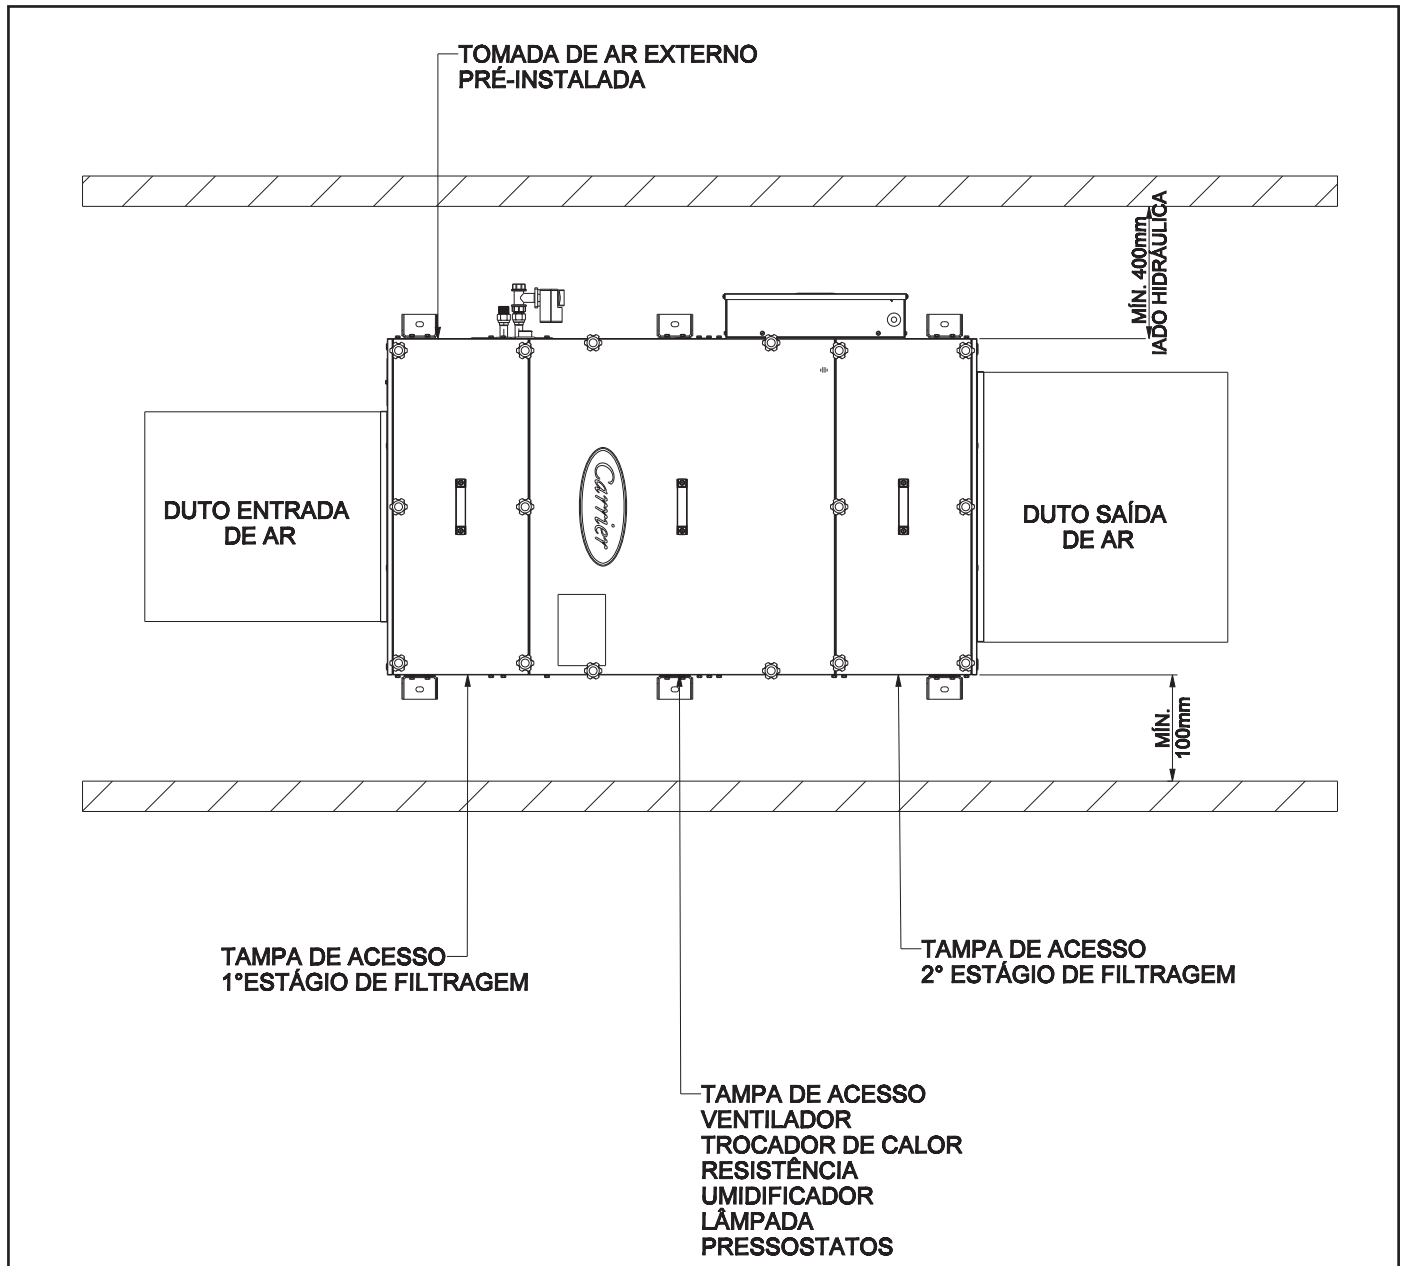 TOMADA DE AR EXTERNO
PRÉ-INSTALADA
MÍN. 400mm
IADO HIDRÁULICA
DUTO ENTRADA
DE AR
Carrier
DUTO SAÍDA
DE AR
MÍN.
100mm
TAMPA DE ACESSO
1°ESTÁGIO DE FILTRAGEM
TAMPA DE ACESSO
2° ESTÁGIO DE FILTRAGEM
TAMPA DE ACESSO
VENTILADOR
TROCADOR DE CALOR
RESISTÊNCIA
UMIDIFICADOR
LÂMPADA
PRESSOSTATOS